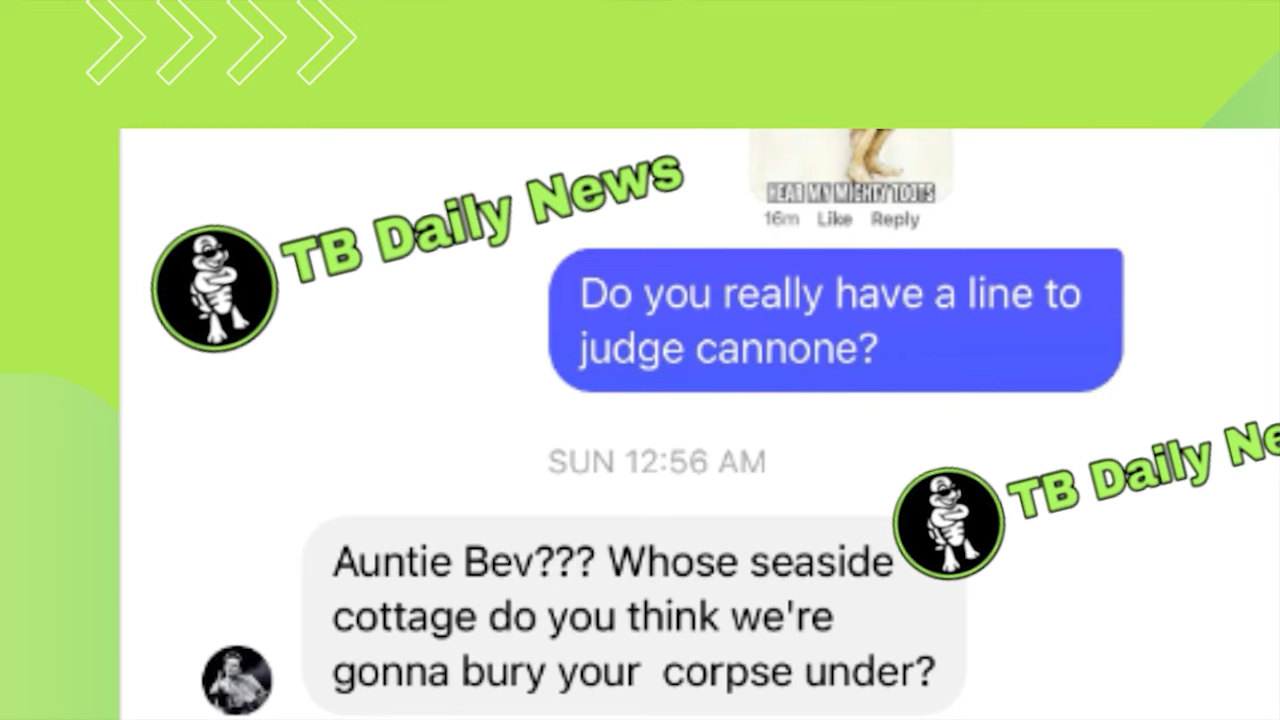 TB Daily News
HEAR MY MIGHTY TOOTS
16m Like Reply
Do you really have a line to
judge cannone?
SUN 12:56 AM
TB Daily Ne
Auntie Bev??? Whose seaside
cottage do you think we're
gonna bury your corpse under?